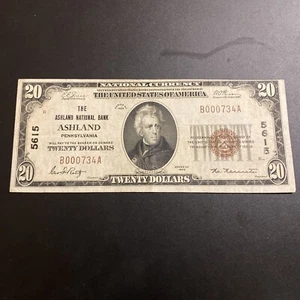 NATIONAL CURRENCY
20
THE UNITED STATES OF AMERICA
20
THE
ASHLAND NATIONAL BANK
ASHLAND
PENNSYLVANIA
WILL PAY TO THE BEARER ON DEMAND
TWENTY DOLLARS
B000734A
B000734A
5615
5615
20
TWENTY DOLLARS
20